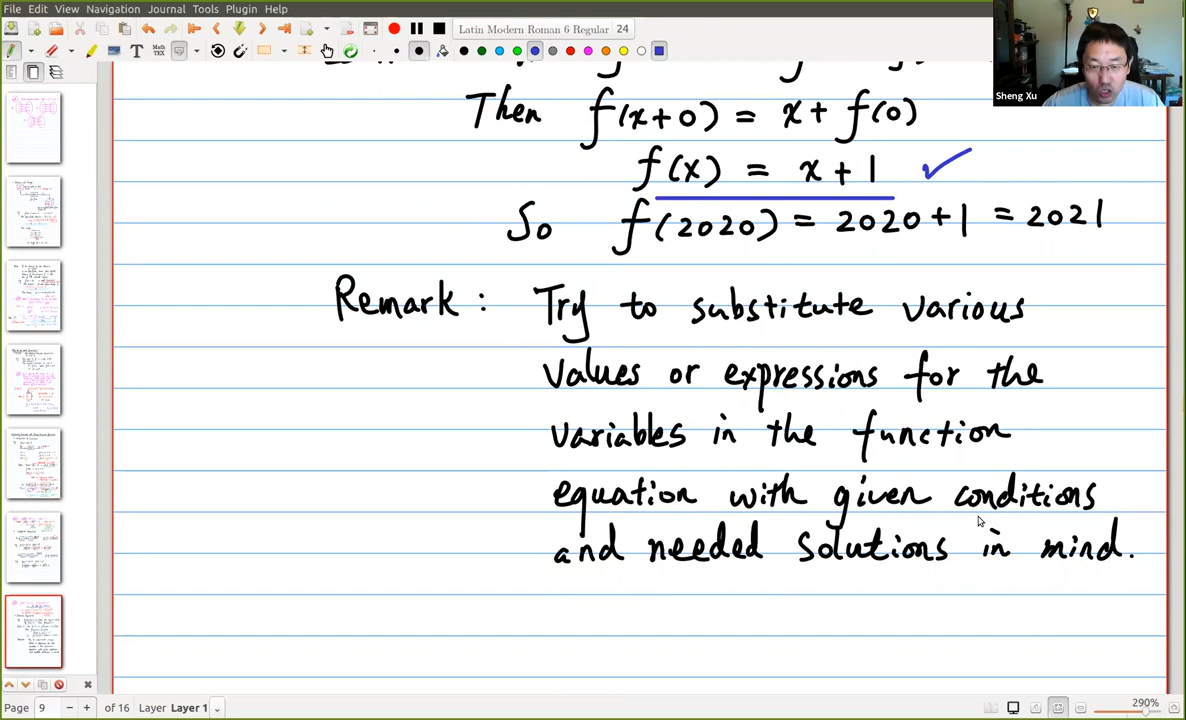 File Edit View Navigation Journal Tools Plugin Help
Latin Modern Roman 6 Regular 24
Sheng Xu
Then f(x+0) = x + f(0)
f(x) = x + 1 ✓
So f(2020) = 2020 + 1 = 2021
Remark: Try to substitute various
values or expressions for the
variables in the function
equation with given conditions
and needed solutions in mind.
Page 9 of 16 Layer Layer 1
290%